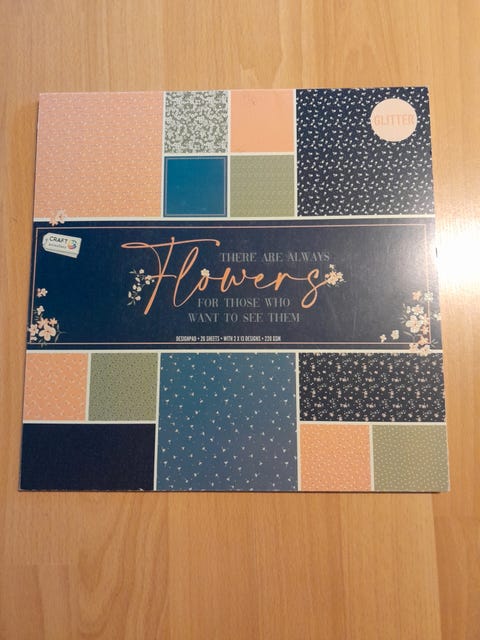 GLITTER
CRAFT
THERE ARE ALWAYS
Flowers
FOR THOSE WHO
WANT TO SEE THEM
DESIGNPAD • 26 SHEETS • WITH 2 X 13 DESIGNS • 220 GSM